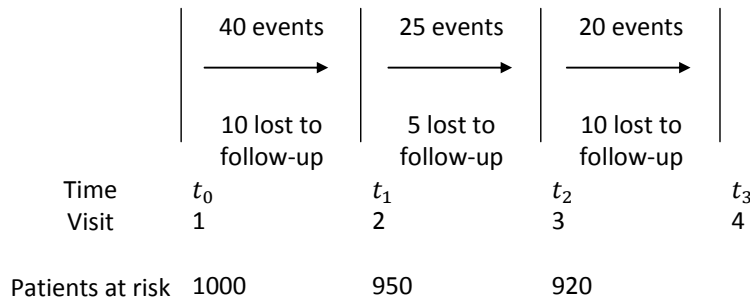 40 events 25 events 20 events
10 lost to 5 lost to 10 lost to
follow-up follow-up follow-up
Time t₀ t₁ t₂ t₃
Visit 1 2 3 4
Patients at risk 1000 950 920